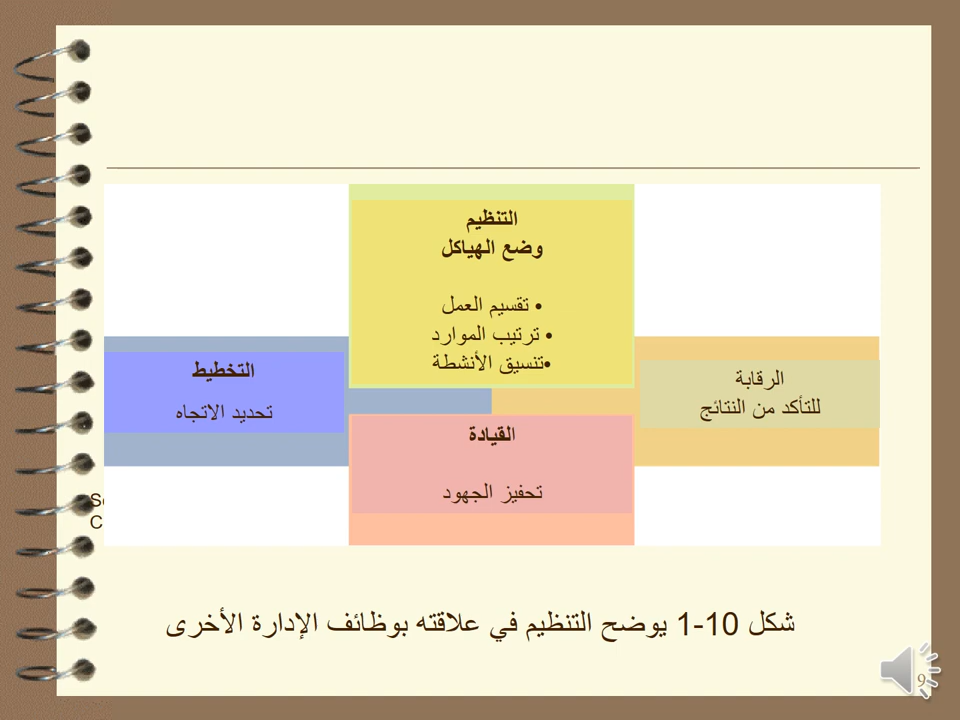 التنظيم
وضع الهياكل
• تقسيم العمل
• ترتيب الموارد
•تنسيق الأنشطة
الرقابة
للتأكد من النتائج
التخطيط
تحديد الاتجاه
القيادة
تحفيز الجهود
شكل 10-1 يوضح التنظيم في علاقته بوظائف الإدارة الأخرى
9